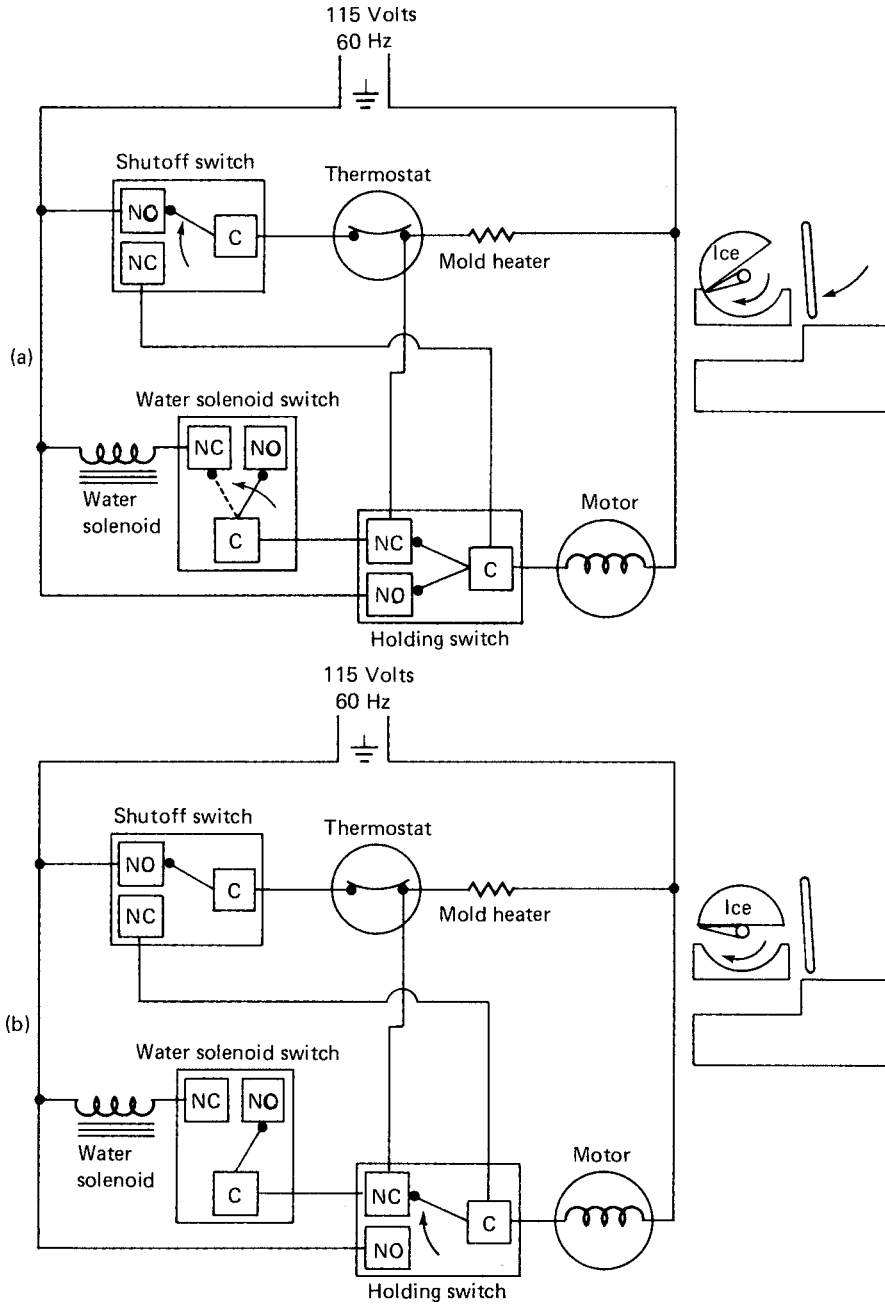 115 Volts
60 Hz
Shutoff switch
Thermostat
NO
C
NC
Mold heater
Ice
(a)
Water solenoid switch
NC
NO
Water
solenoid
C
Motor
NC
C
NO
Holding switch
115 Volts
60 Hz
Shutoff switch
Thermostat
NO
C
NC
Mold heater
Ice
(b)
Water solenoid switch
NC
NO
Water
solenoid
C
Motor
NC
C
NO
Holding switch